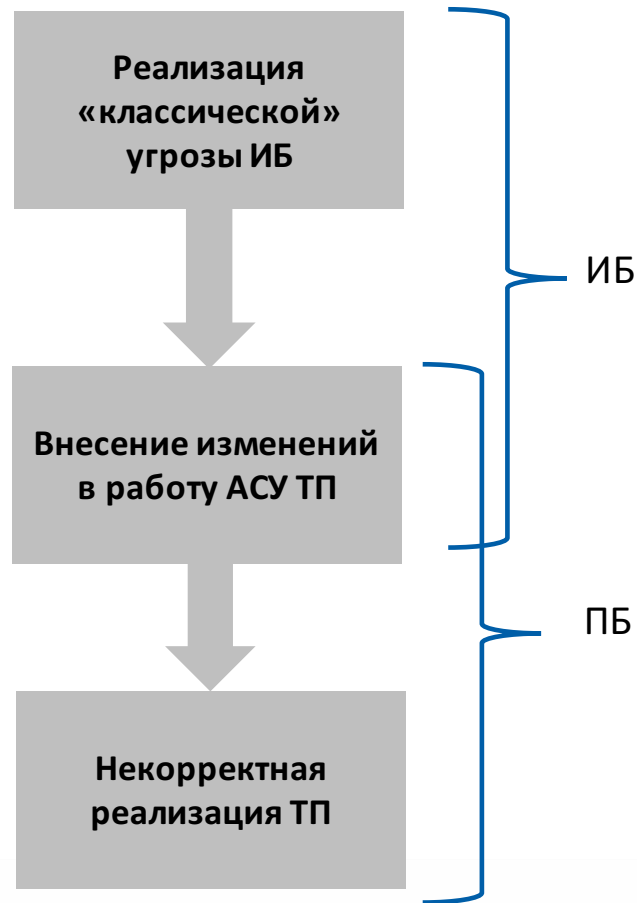 Реализация
«классической»
угрозы ИБ
ИБ
Внесение изменений
в работу АСУ ТП
ПБ
Некорректная
реализация ТП